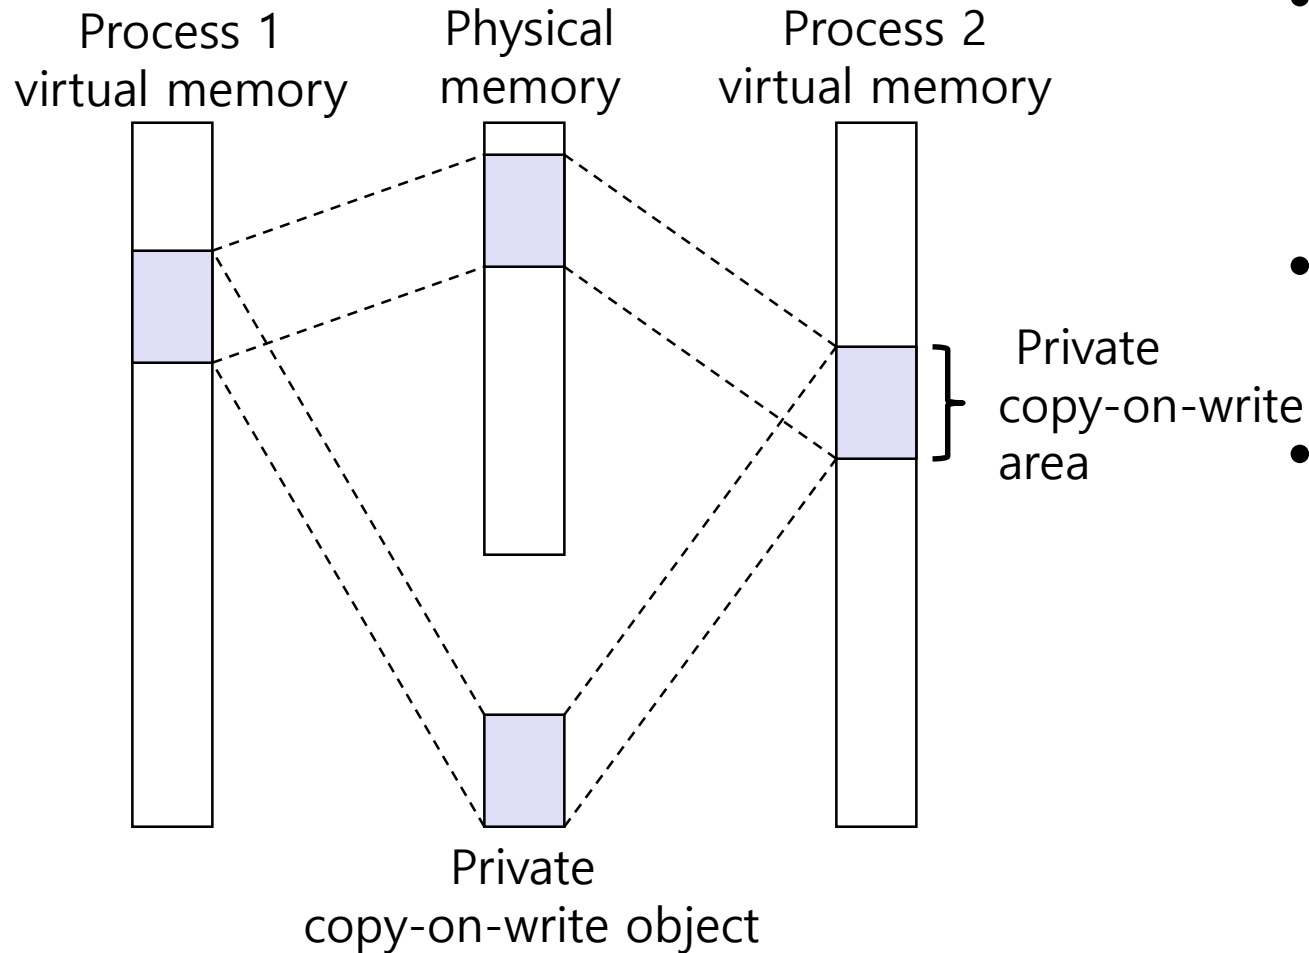 Process 1
virtual memory
Physical
memory
Process 2
virtual memory
Private
copy-on-write
area
Private
copy-on-write object